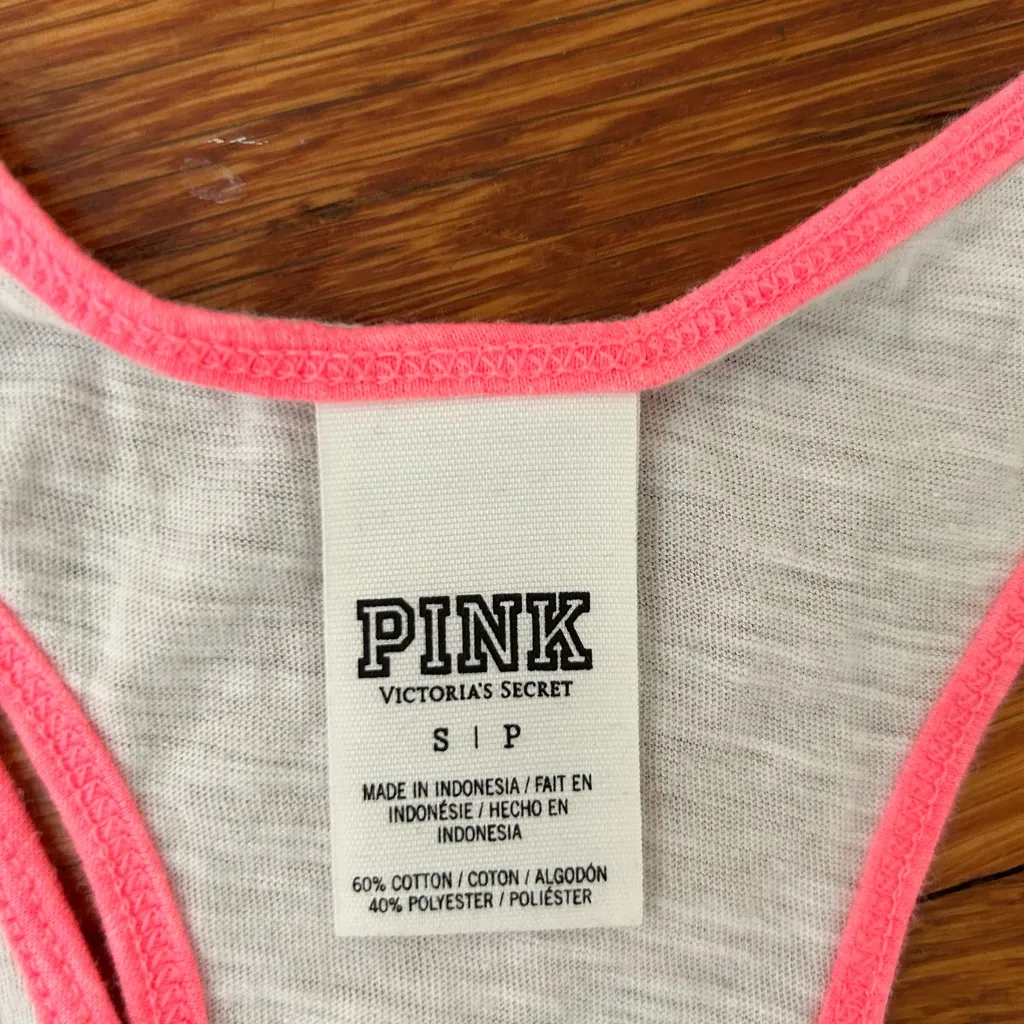 PINK
VICTORIA'S SECRET
S | P
MADE IN INDONESIA / FAIT EN
INDONÉSIE / HECHO EN
INDONESIA
60% COTTON / COTON / ALGODÓN
40% POLYESTER / POLIÉSTER